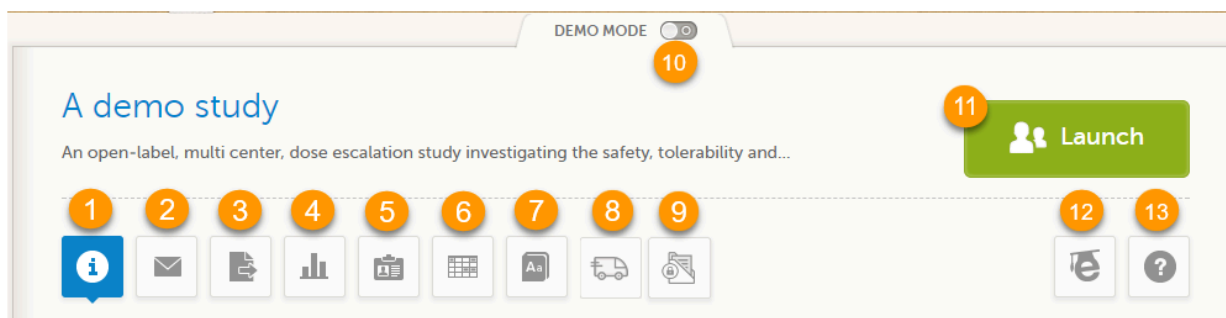 DEMO MODE
10
A demo study
11
Launch
An open-label, multi center, dose escalation study investigating the safety, tolerability and...
1 2 3 4 5 6 7 8 9 12 13
i Aa e ?